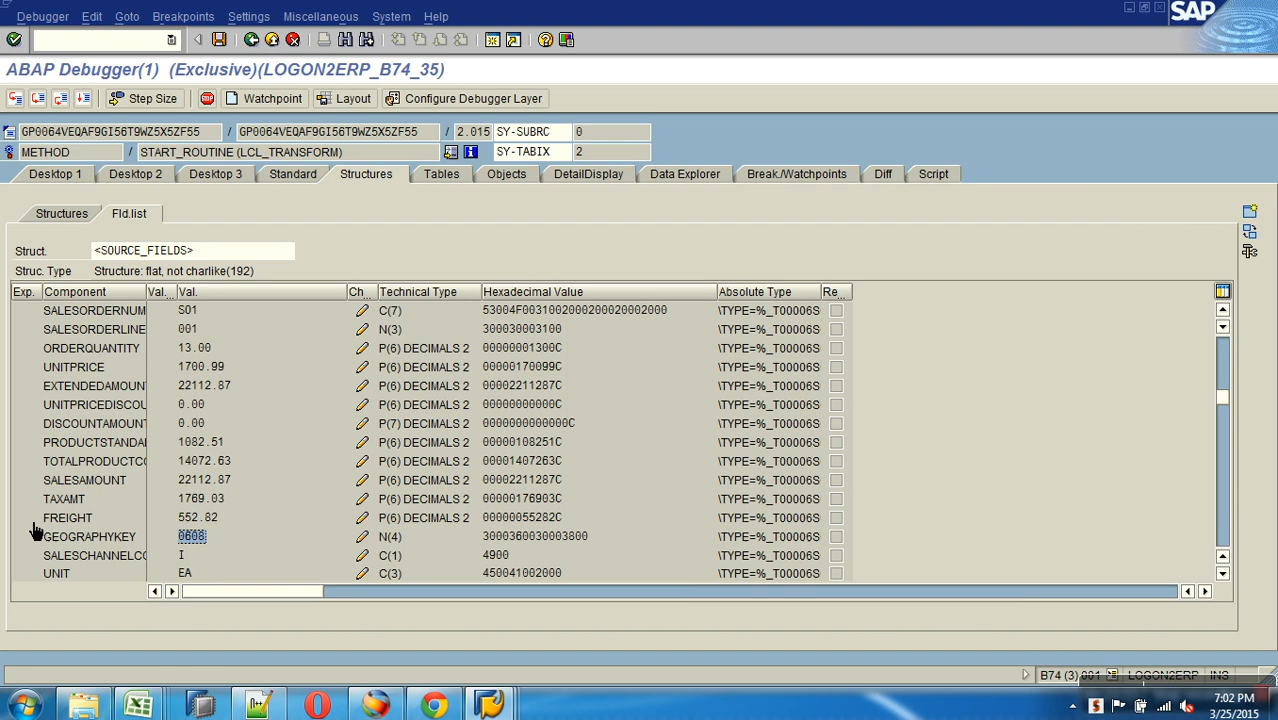 Debugger Edit Goto Breakpoints Settings Miscellaneous System Help
SAP
ABAP Debugger(1) (Exclusive)(LOGON2ERP_B74_35)
Step Size Watchpoint Layout Configure Debugger Layer
GP0064VEQAF9GI56T9WZ5X5ZF55 / GP0064VEQAF9GI56T9WZ5X5ZF55 / 2.015 SY-SUBRC 0
METHOD / START_ROUTINE (LCL_TRANSFORM) SY-TABIX 2
Desktop 1 Desktop 2 Desktop 3 Standard Structures Tables Objects DetailDisplay Data Explorer Break./Watchpoints Diff Script
Structures Fld.list
Struct. <SOURCE_FIELDS>
Struc. Type Structure: flat, not charlike(192)
Exp. Component Val... Val. Ch... Technical Type Hexadecimal Value Absolute Type Re...
SALESORDERNUM S01 C(7) 53004F0031002000200020002000 \TYPE=%_T00006S
SALESORDERLINE 001 N(3) 300030003100 \TYPE=%_T00006S
ORDERQUANTITY 13.00 P(6) DECIMALS 2 00000001300C \TYPE=%_T00006S
UNITPRICE 1700.99 P(6) DECIMALS 2 00000170099C \TYPE=%_T00006S
EXTENDEDAMOUN 22112.87 P(6) DECIMALS 2 00002211287C \TYPE=%_T00006S
UNITPRICEDISCOU 0.00 P(6) DECIMALS 2 00000000000C \TYPE=%_T00006S
DISCOUNTAMOUN 0.00 P(7) DECIMALS 2 0000000000000C \TYPE=%_T00006S
PRODUCTSTANDA 1082.51 P(6) DECIMALS 2 00000108251C \TYPE=%_T00006S
TOTALPRODUCTCO 14072.63 P(6) DECIMALS 2 00001407263C \TYPE=%_T00006S
SALESAMOUNT 22112.87 P(6) DECIMALS 2 00002211287C \TYPE=%_T00006S
TAXAMT 1769.03 P(6) DECIMALS 2 00000176903C \TYPE=%_T00006S
FREIGHT 552.82 P(6) DECIMALS 2 00000055282C \TYPE=%_T00006S
GEOGRAPHYKEY 0608 N(4) 3000360030003800 \TYPE=%_T00006S
SALESCHANNELCO I C(1) 4900 \TYPE=%_T00006S
UNIT EA C(3) 450041002000 \TYPE=%_T00006S
B74 (3) 001 LOGON2ERP INS
7:02 PM
3/25/2015